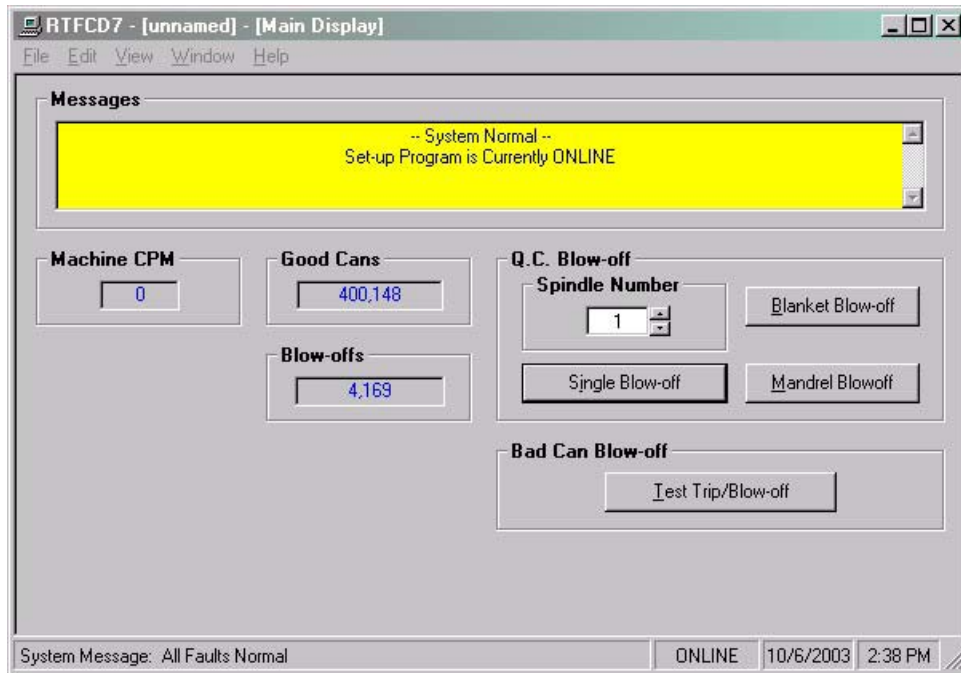 RTFCD7 - [unnamed] - [Main Display]
File Edit View Window Help
Messages
-- System Normal --
Set-up Program is Currently ONLINE
Machine CPM
0
Good Cans
400,148
Blow-offs
4,169
Q.C. Blow-off
Spindle Number
1
Blanket Blow-off
Single Blow-off
Mandrel Blowoff
Bad Can Blow-off
Test Trip/Blow-off
System Message: All Faults Normal
ONLINE
10/6/2003
2:38 PM